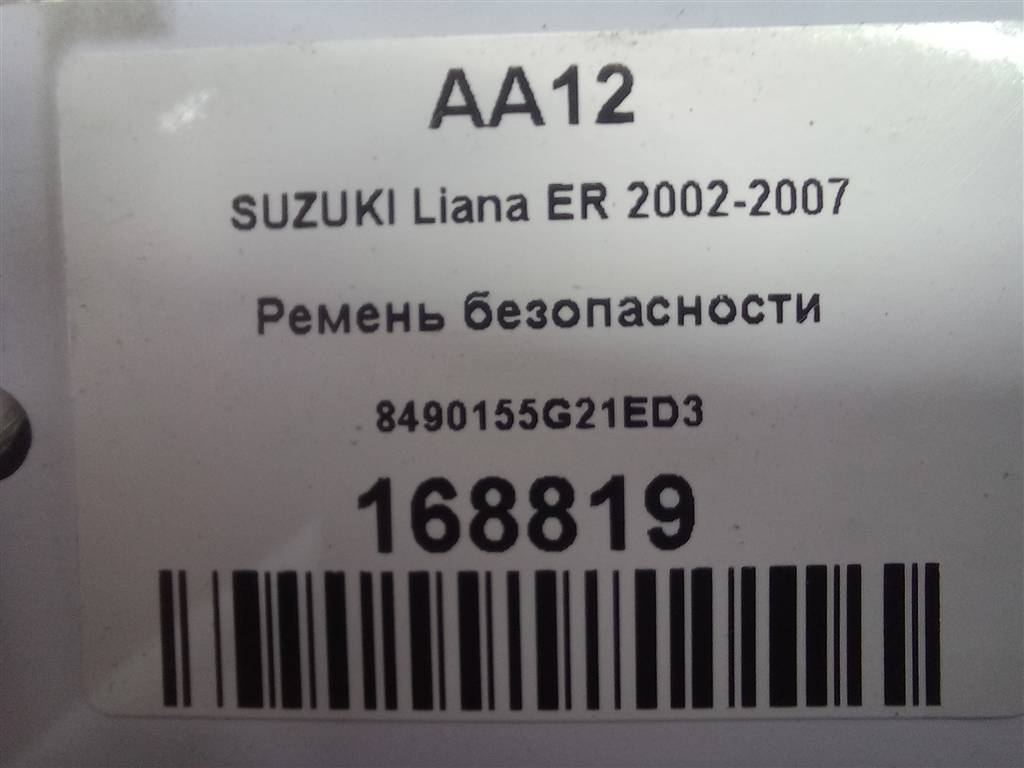 AA12
SUZUKI Liana ER 2002-2007
Ремень безопасности
8490155G21ED3
168819